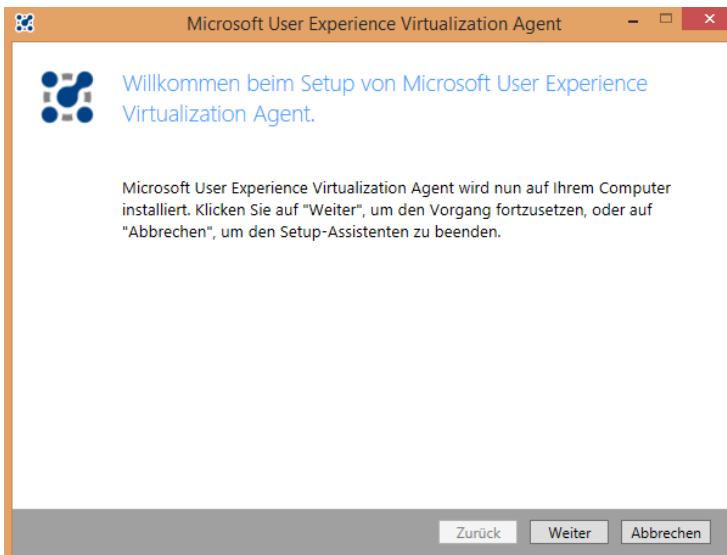 Microsoft User Experience Virtualization Agent
Willkommen beim Setup von Microsoft User Experience
Virtualization Agent.
Microsoft User Experience Virtualization Agent wird nun auf Ihrem Computer
installiert. Klicken Sie auf "Weiter", um den Vorgang fortzusetzen, oder auf
"Abbrechen", um den Setup-Assistenten zu beenden.
Zurück Weiter Abbrechen